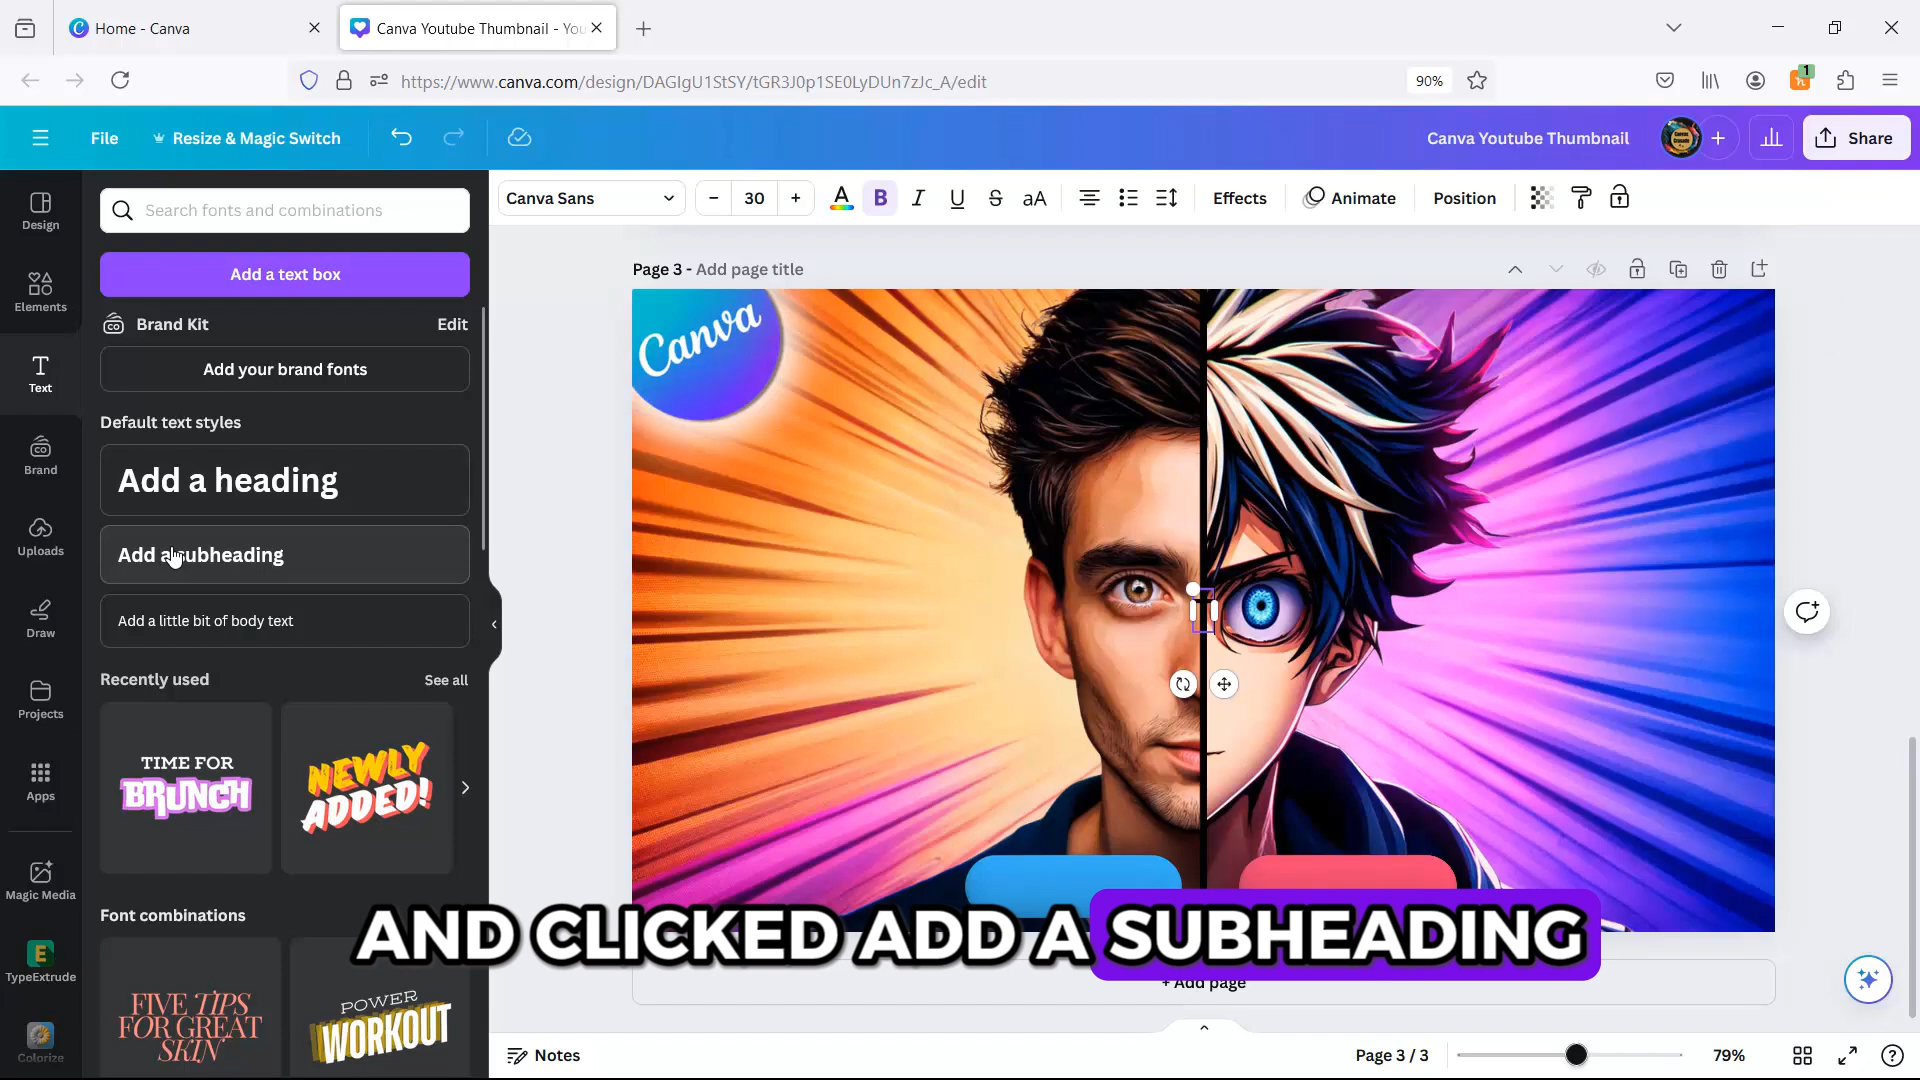 Home - Canva
Canva Youtube Thumbnail - You
https://www.canva.com/design/DAGIgU1StSY/tGR3J0p1SE0LyDUn7zJc_A/edit
90%
1
File
Resize & Magic Switch
Canva Youtube Thumbnail
Share
Design
Elements
Text
Brand
Uploads
Draw
Projects
Apps
Magic Media
TypeExtrude
Colorize
Search fonts and combinations
Add a text box
Brand Kit
Edit
Add your brand fonts
Default text styles
Add a heading
Add a subheading
Add a little bit of body text
Recently used
See all
TIME FOR
BRUNCH
NEWLY
ADDED!
Font combinations
FIVE TIPS
FOR GREAT
SKIN
POWER
WORKOUT
Canva Sans
30
B
I
U
S
aA
Effects
Animate
Position
Page 3 - Add page title
Canva
AND CLICKED ADD A SUBHEADING
+ Add page
Notes
Page 3 / 3
79%